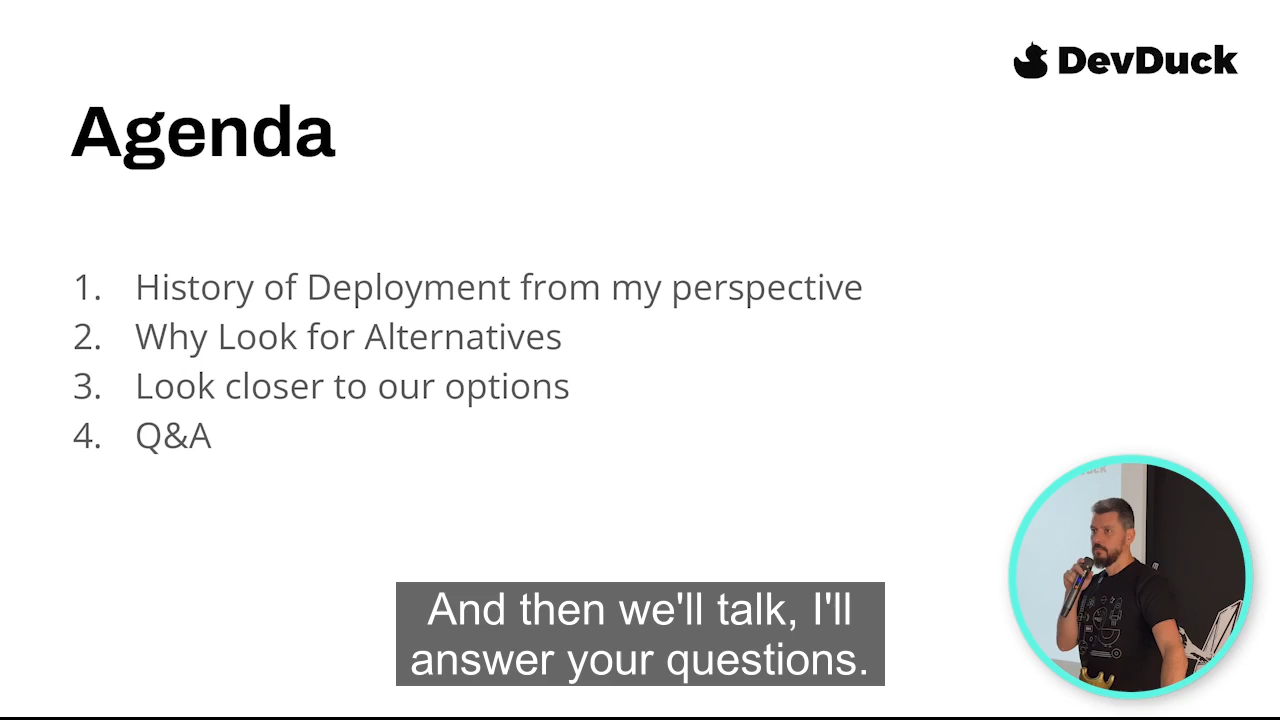 DevDuck
Agenda
1. History of Deployment from my perspective
2. Why Look for Alternatives
3. Look closer to our options
4. Q&A
And then we'll talk, I'll
answer your questions.